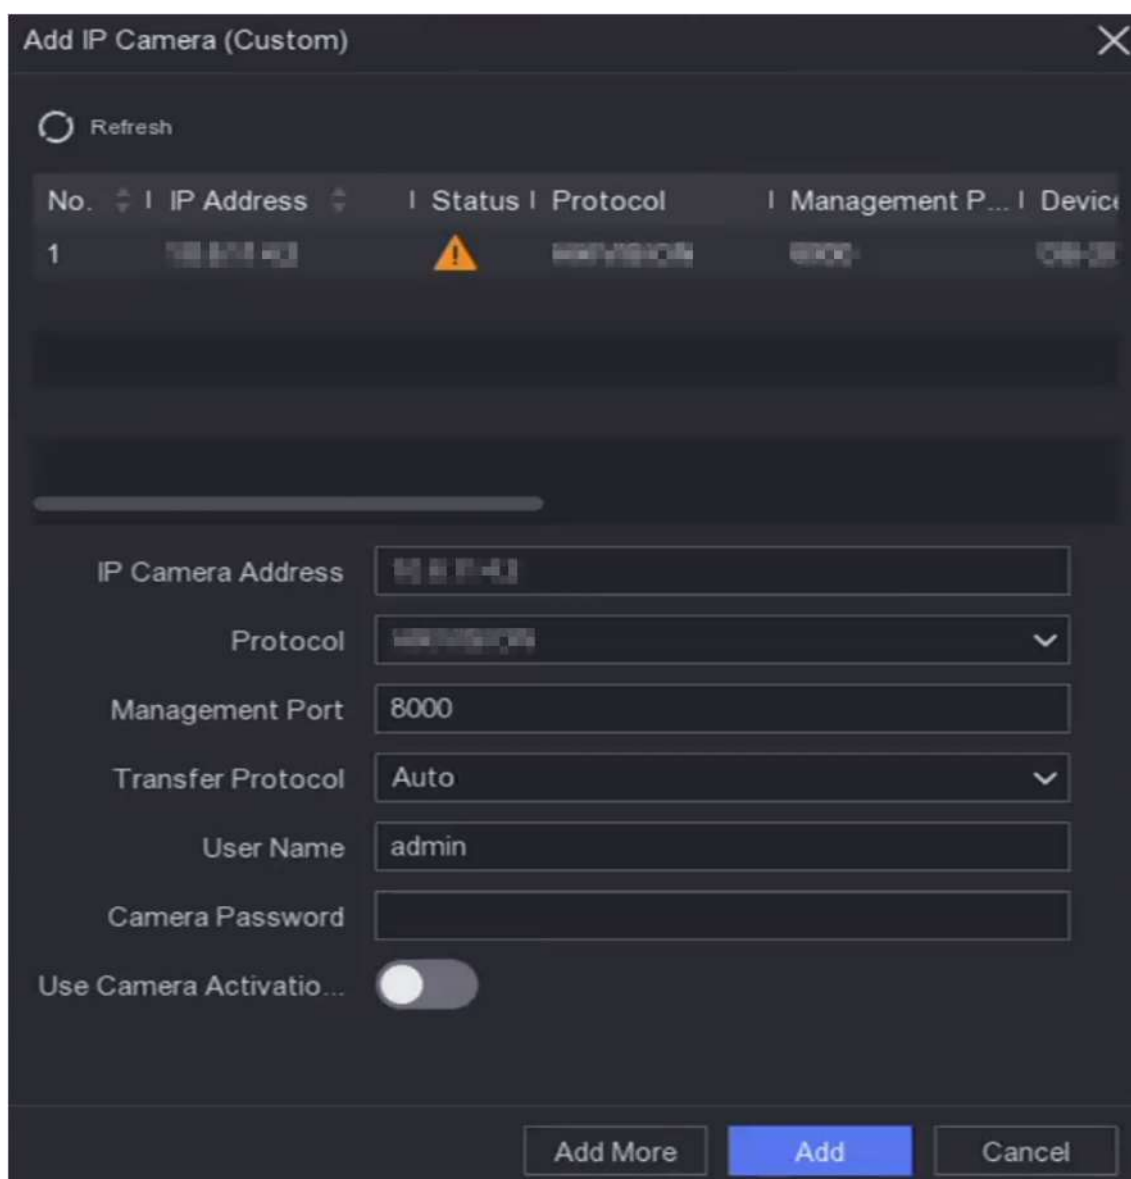 Add IP Camera (Custom)
Refresh
No. IP Address Status Protocol Management P... Device
1
IP Camera Address
Protocol
Management Port 8000
Transfer Protocol Auto
User Name admin
Camera Password
Use Camera Activatio...
Add More Add Cancel